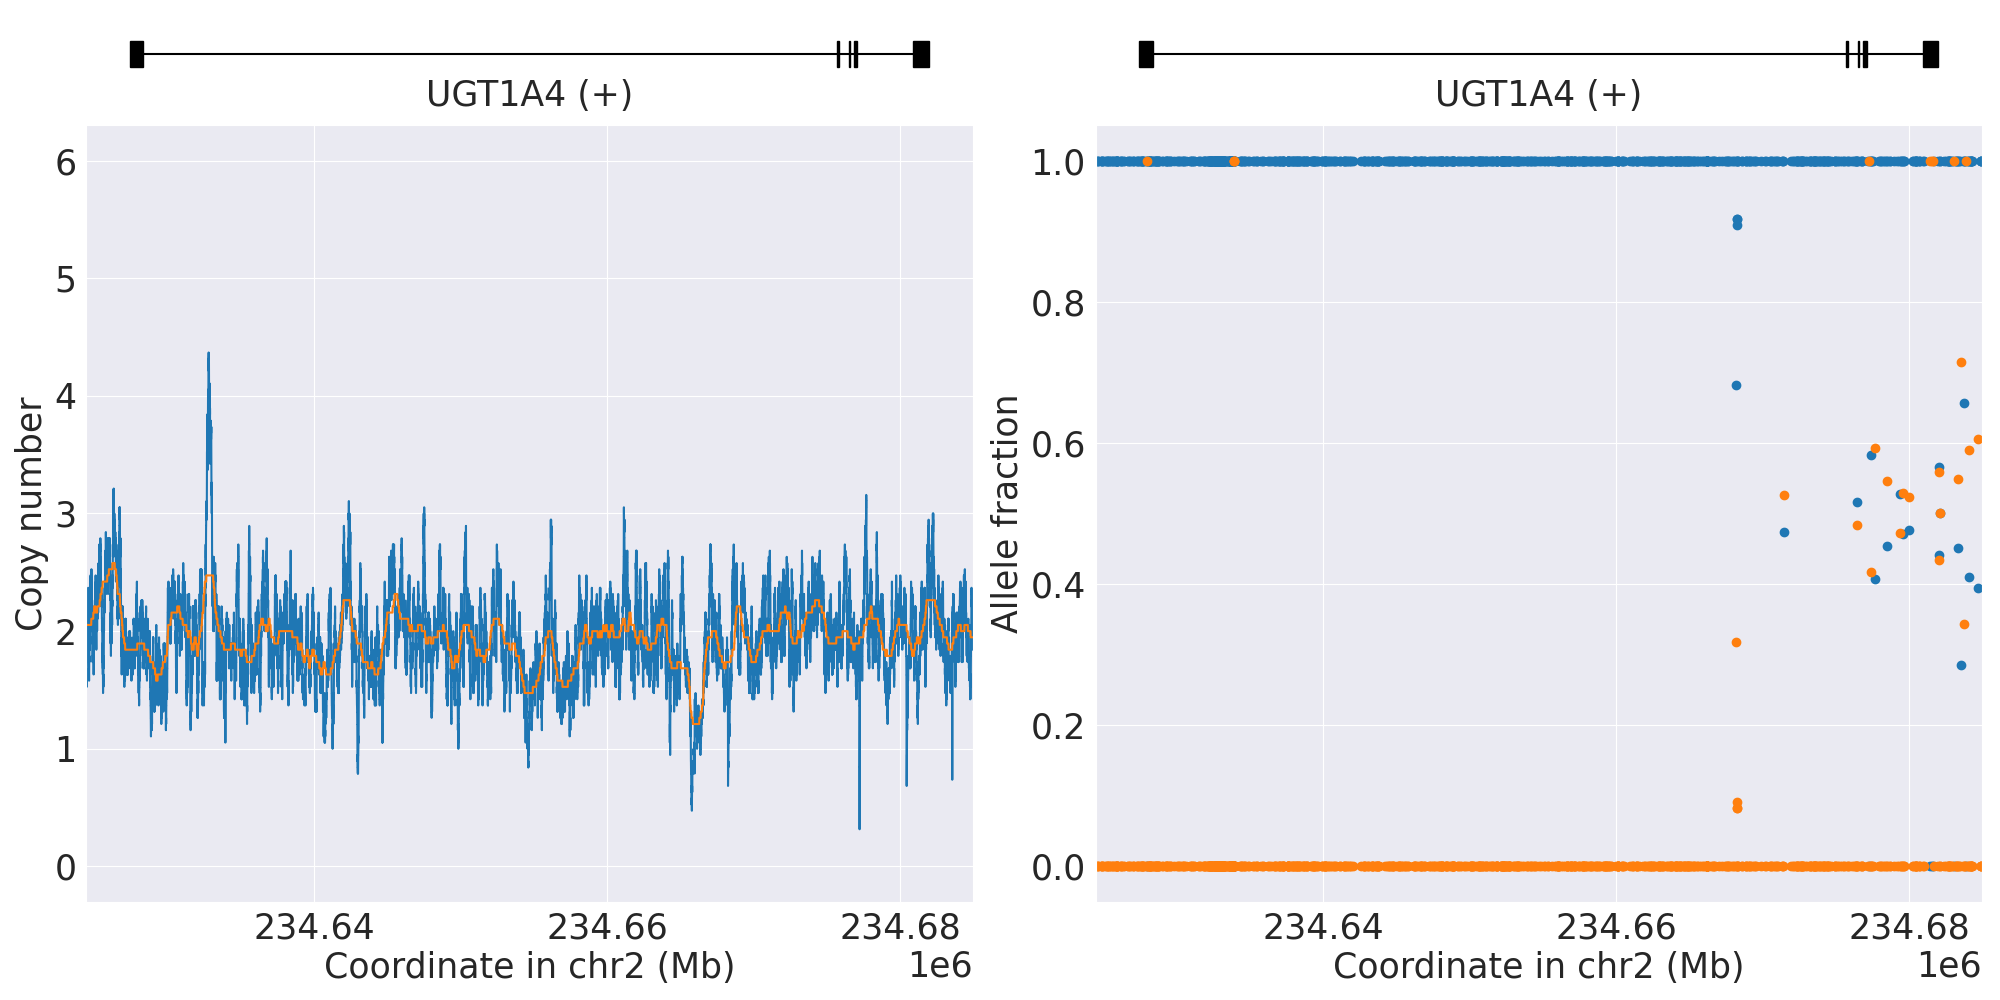 UGT1A4 (+)
6
5
4
3
2
1
0
Copy number
234.64 234.66 234.68
Coordinate in chr2 (Mb)
1e6
UGT1A4 (+)
1.0
0.8
0.6
0.4
0.2
0.0
Allele fraction
234.64 234.66 234.68
Coordinate in chr2 (Mb)
1e6